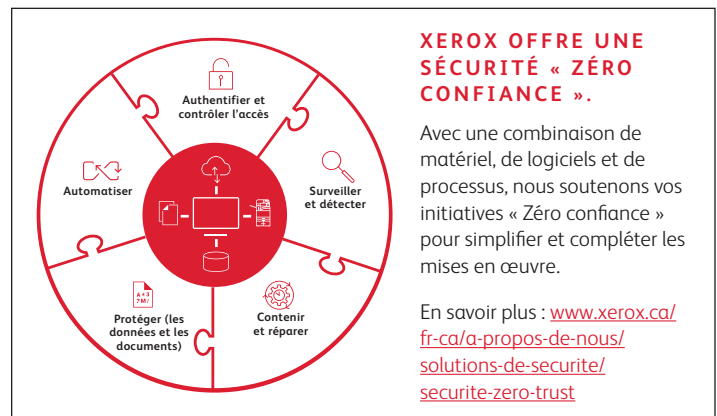 Authentifier et
contrôler l’accès
Surveiller
et détecter
Contenir
et réparer
Protéger (les
données et les
documents)
Automatiser
XEROX OFFRE UNE
SÉCURITÉ « ZÉRO
CONFIANCE ».
Avec une combinaison de
matériel, de logiciels et de
processus, nous soutenons vos
initiatives « Zéro confiance »
pour simplifier et compléter les
mises en œuvre.
En savoir plus : www.xerox.ca/
fr-ca/a-propos-de-nous/
solutions-de-securite/
securite-zero-trust